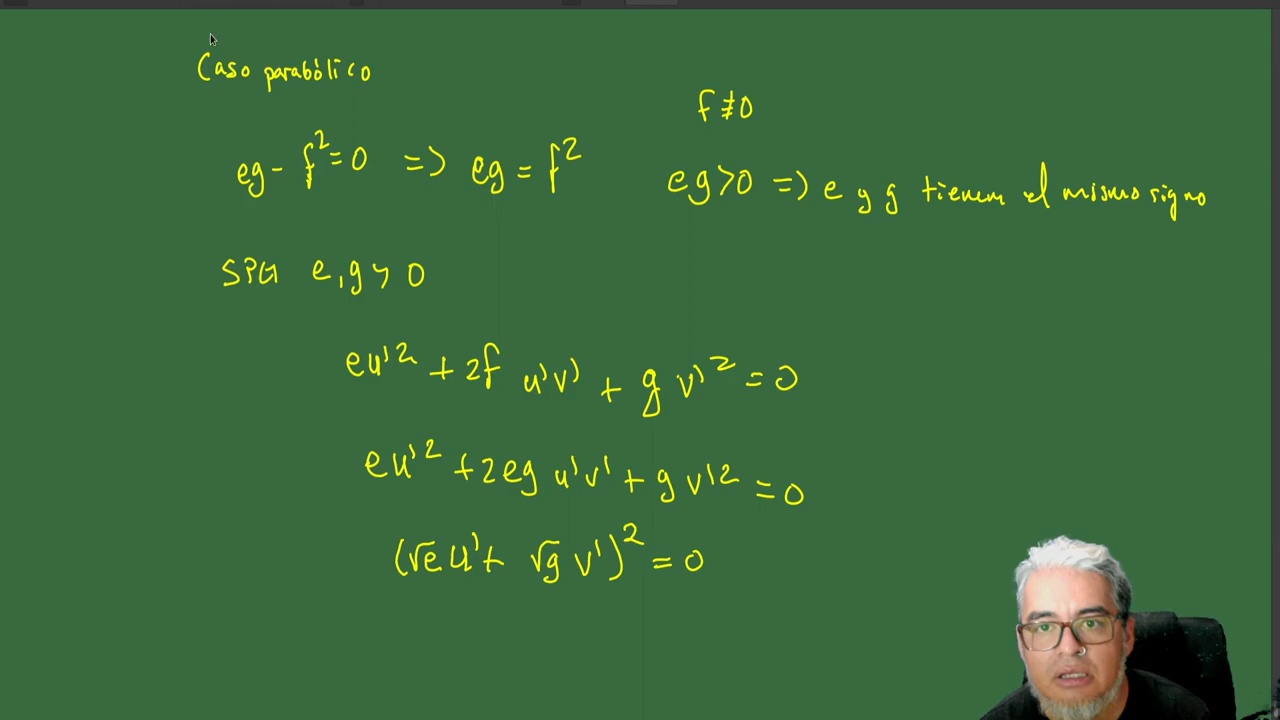 Caso parabólico
f ≠ 0
eg - f² = 0 => eg = f²
eg > 0 => e y g tienen el mismo signo
SPG e, g > 0
eu'² + 2f u'v' + g v'² = 0
eu'² + 2eg u'v' + g v'² = 0
(√e u' + √g v')² = 0